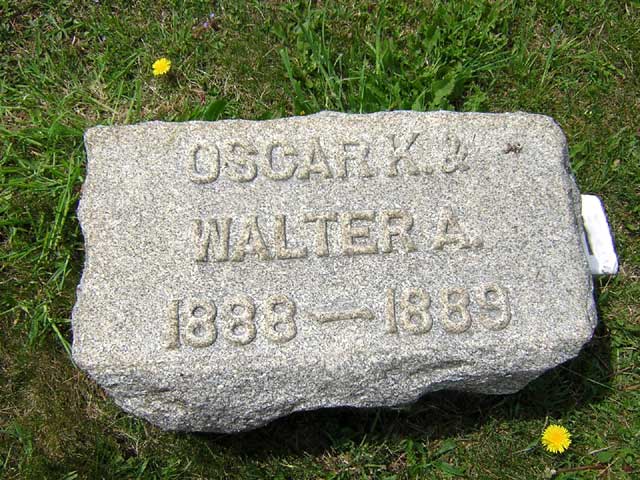 OSCAR K. &
WALTER A.
1888 — 1889